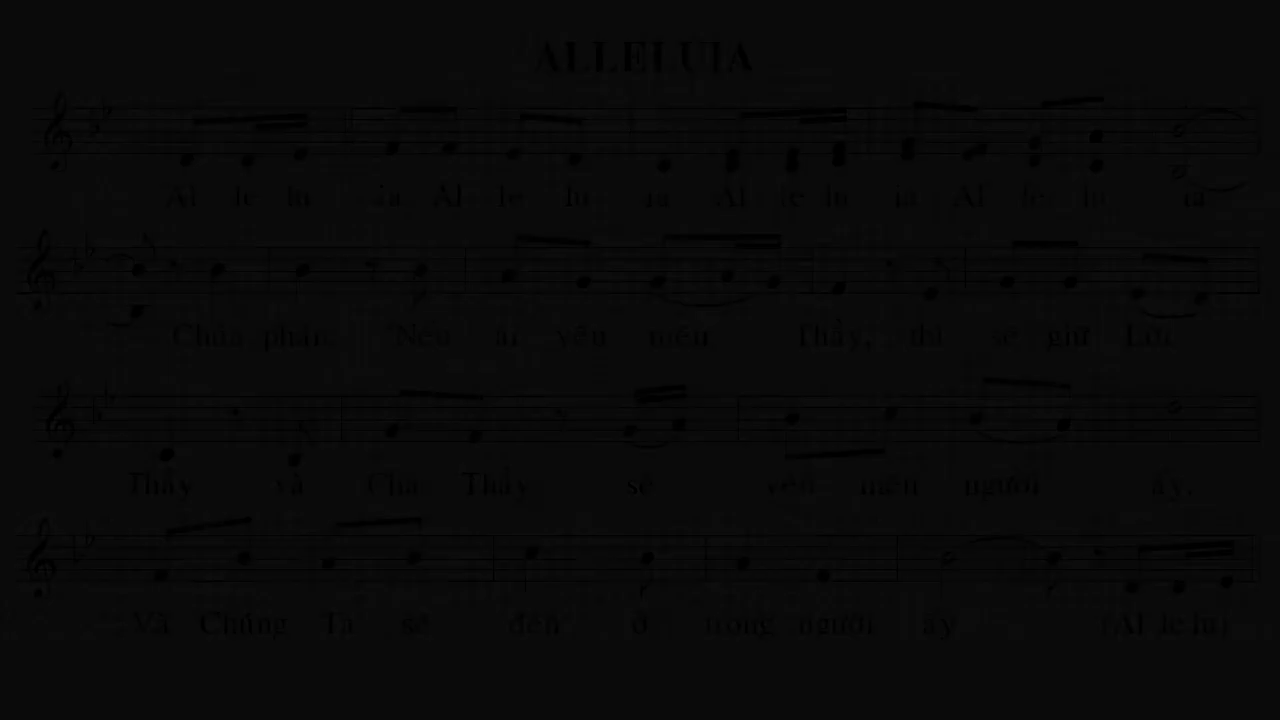 ALLELUIA
Al le lu ia Al le lu ia Al le lu ia Al le lu ia
Chúa phán: Nếu ai yêu mến Thầy, thì sẽ giữ Lời
Thầy và Cha Thầy sẽ yêu mến người ấy.
Và Chúng Ta sẽ đến ở trong người ấy (Al le lu)